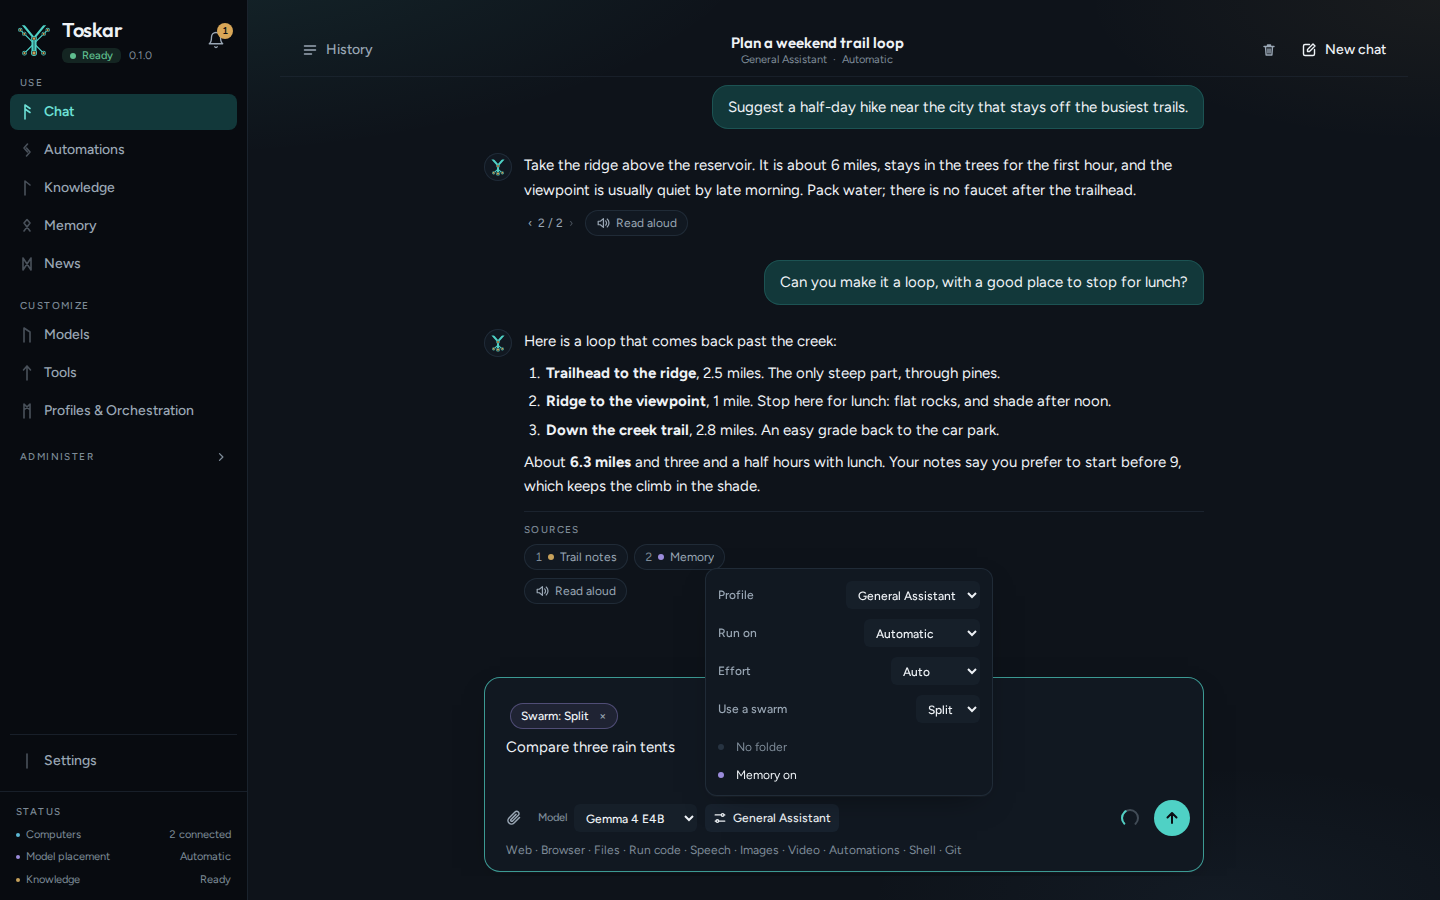 Toskar
Ready 0.1.0
1
USE
Chat
Automations
Knowledge
Memory
News
CUSTOMIZE
Models
Tools
Profiles & Orchestration
ADMINISTER
Settings
STATUS
Computers 2 connected
Model placement Automatic
Knowledge Ready
History
Plan a weekend trail loop
General Assistant · Automatic
New chat
Suggest a half-day hike near the city that stays off the busiest trails.
Take the ridge above the reservoir. It is about 6 miles, stays in the trees for the first hour, and the
viewpoint is usually quiet by late morning. Pack water; there is no faucet after the trailhead.
‹ 2 / 2 › Read aloud
Can you make it a loop, with a good place to stop for lunch?
Here is a loop that comes back past the creek:
1. Trailhead to the ridge, 2.5 miles. The only steep part, through pines.
2. Ridge to the viewpoint, 1 mile. Stop here for lunch: flat rocks, and shade after noon.
3. Down the creek trail, 2.8 miles. An easy grade back to the car park.
About 6.3 miles and three and a half hours with lunch. Your notes say you prefer to start before 9,
which keeps the climb in the shade.
SOURCES
1 Trail notes 2 Memory
Read aloud
Profile General Assistant
Run on Automatic
Effort Auto
Use a swarm Split
No folder
Memory on
Swarm: Split ×
Compare three rain tents
Model Gemma 4 E4B General Assistant
Web · Browser · Files · Run code · Speech · Images · Video · Automations · Shell · Git